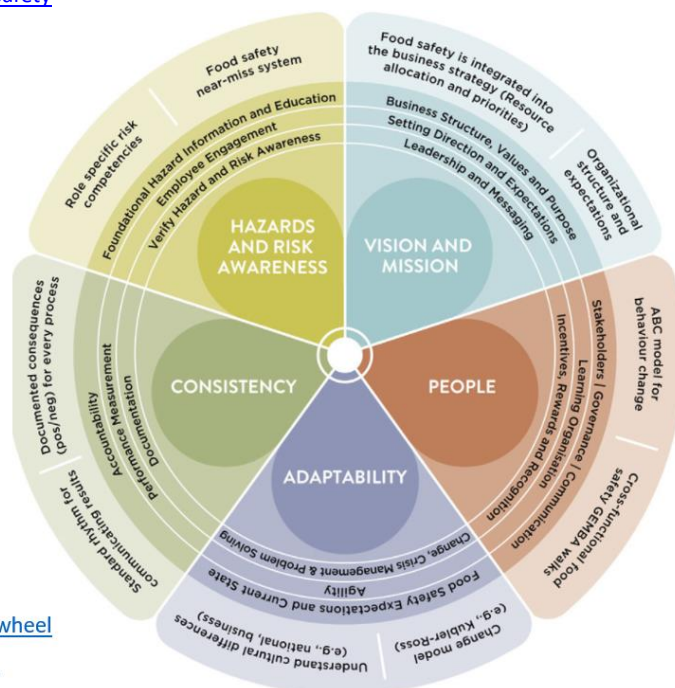 safety
Food safety
near-miss system
Role specific risk
competencies
Foundational Hazard Information and Education
Employee Engagement
Verify Hazard and Risk Awareness
HAZARDS
AND RISK
AWARENESS
Food safety is integrated into
the business strategy (Resource
allocation and priorities)
Organizational
structure and
expectations
Business Structure, Values and Purpose
Setting Direction and Expectations
Leadership and Messaging
VISION AND
MISSION
ABC model for
behaviour change
Cross-functional food
safety GEMBA walks
Stakeholders | Governance | Communication
Learning Organisation
Incentives, Rewards and Recognition
PEOPLE
ADAPTABILITY
Change, Crisis Management & Problem Solving
Agility
Food Safety Expectations and Current State
Change model
(e.g., Kubler-Ross)
Understand cultural differences
(e.g., national, business)
CONSISTENCY
Documentation
Performance Measurement
Accountability
Documented consequences
(pos/neg) for every process
Standard rhythm for
communicating results
wheel